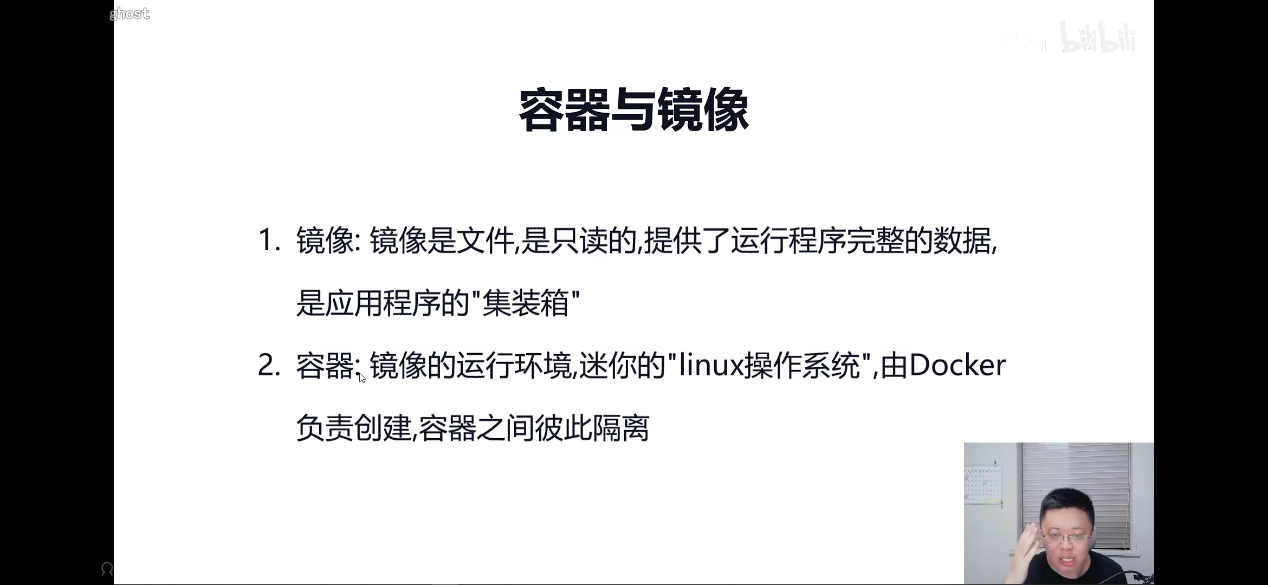 ghost
bilibili
容器与镜像
1. 镜像: 镜像是文件,是只读的,提供了运行程序完整的数据,
是应用程序的"集装箱"
2. 容器: 镜像的运行环境,迷你的"linux操作系统",由Docker
负责创建,容器之间彼此隔离